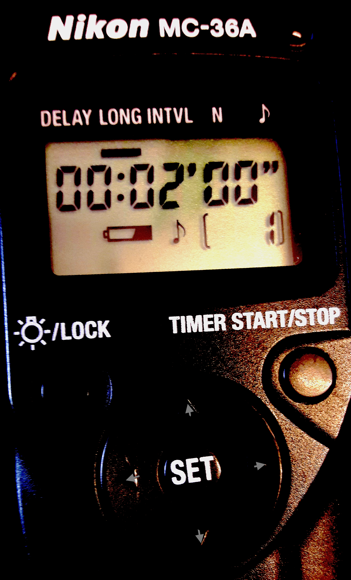 Nikon MC-36A
DELAY LONG INTVL N ♪
00:02'00"
♪ [ ]
/LOCK TIMER START/STOP
SET